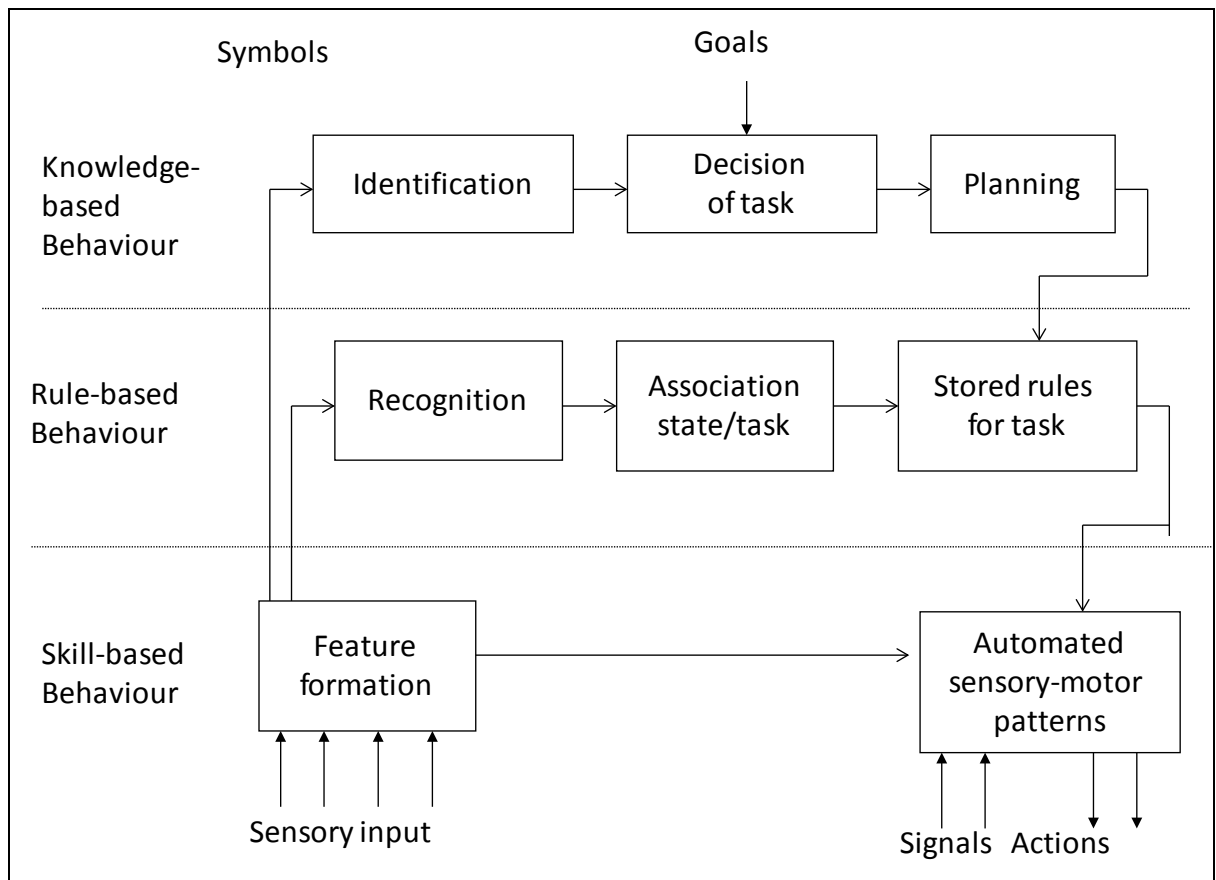 Symbols
Goals
Knowledge-
based
Behaviour
Identification
Decision
of task
Planning
Rule-based
Behaviour
Recognition
Association
state/task
Stored rules
for task
Skill-based
Behaviour
Feature
formation
Automated
sensory-motor
patterns
Sensory input
Signals
Actions